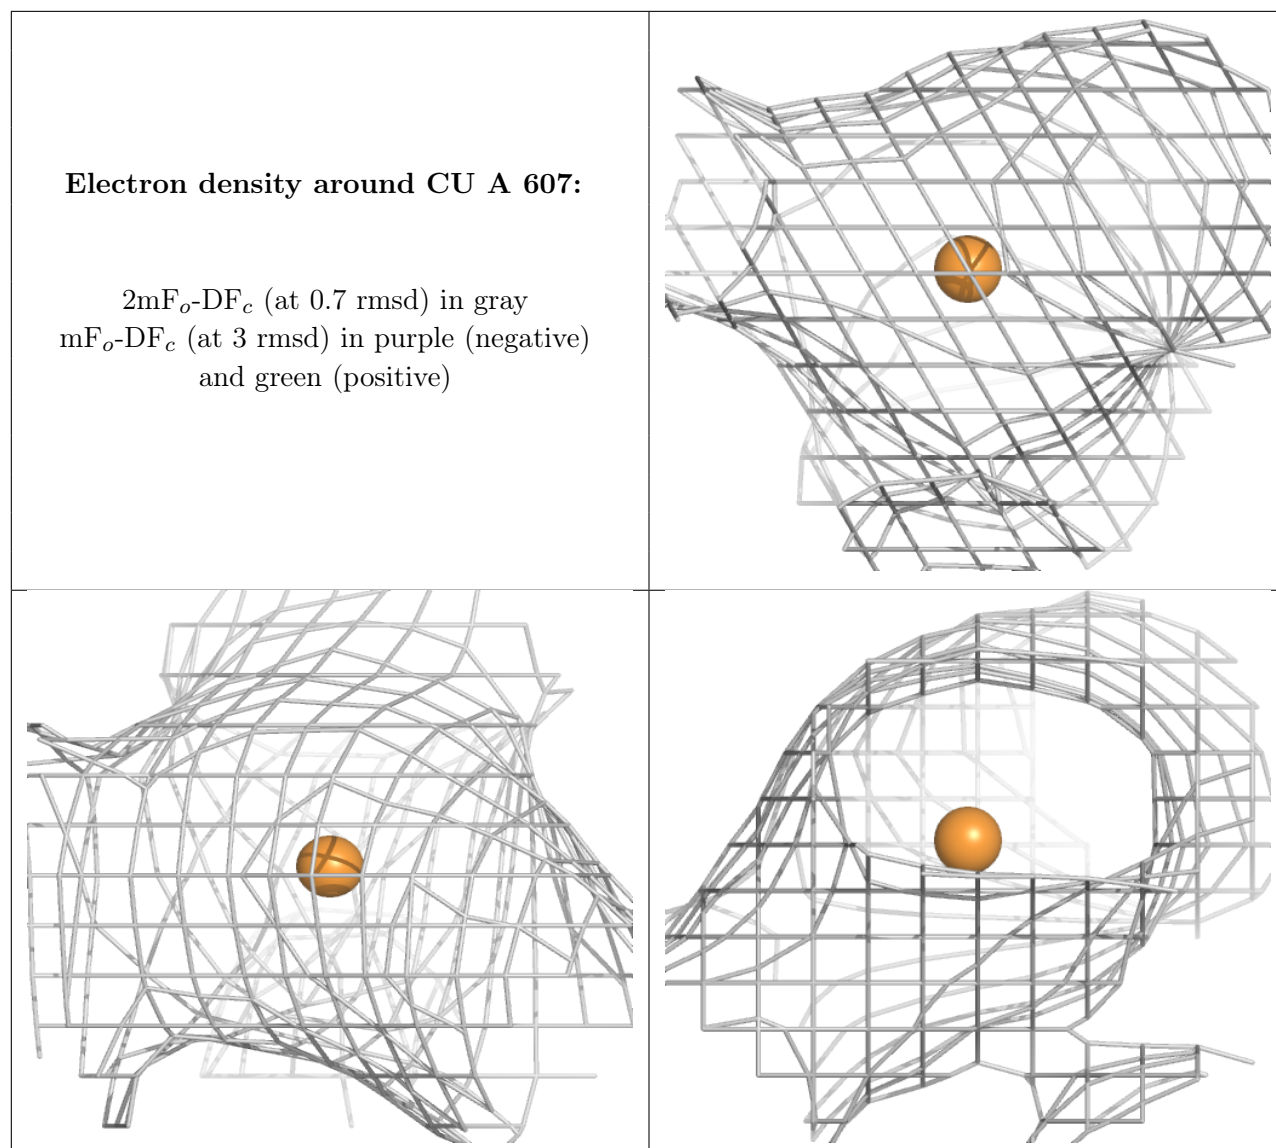 Electron density around CU A 607:
2mFo-DFc (at 0.7 rmsd) in gray
mFo-DFc (at 3 rmsd) in purple (negative)
and green (positive)